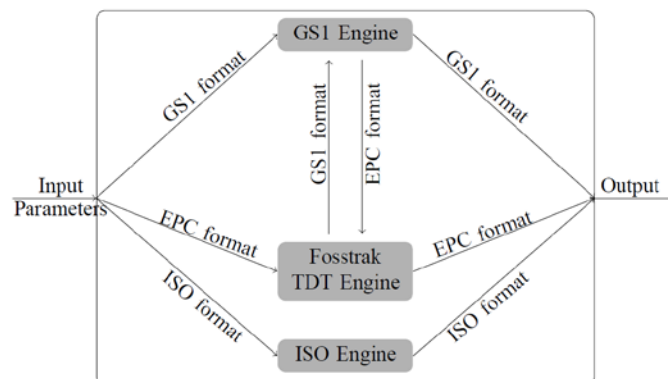 GS1 Engine
GS1 format
GS1 format
GS1 format
EPC format
Input
Parameters
Output
EPC format
EPC format
Fosstrak
TDT Engine
ISO format
ISO format
ISO Engine